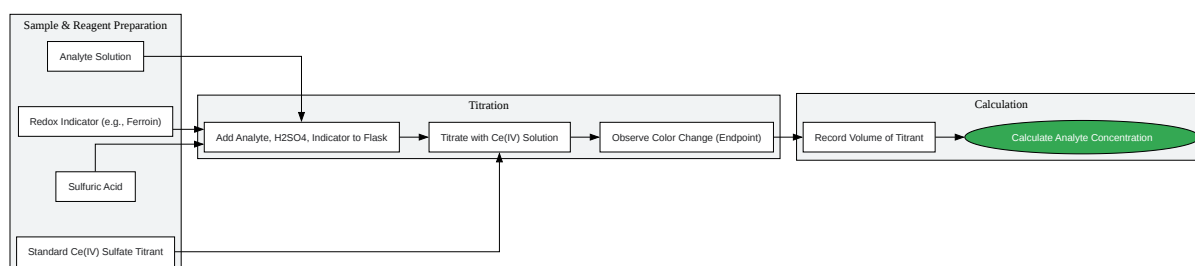 Sample & Reagent Preparation
Analyte Solution
Redox Indicator (e.g., Ferroin)
Sulfuric Acid
Standard Ce(IV) Sulfate Titrant
Titration
Add Analyte, H2SO4, Indicator to Flask
Titrate with Ce(IV) Solution
Observe Color Change (Endpoint)
Calculation
Record Volume of Titrant
Calculate Analyte Concentration